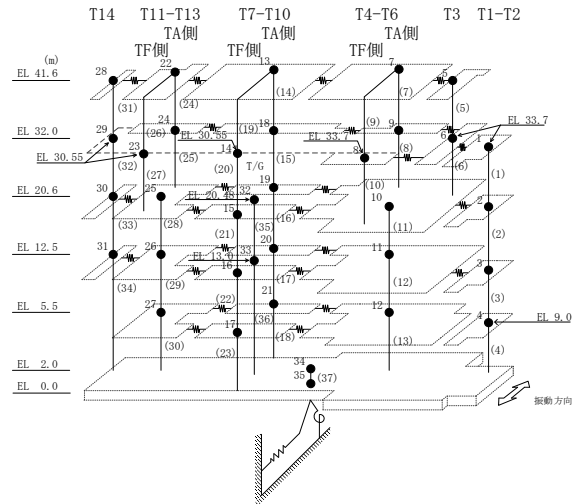 T14 T11-T13 T7-T10 T4-T6 T3 T1-T2
TA側 TA側 TA側
TF側 TF側 TF側
(m)
EL 41.6
28 22 13 7 5
(31) (24) (14) (7) (5)
EL 32.0
29 24 18 9 6 1
EL 33.7
(26) (19) (9)
EL 30.55 EL 33.7
EL 30.55
23 14 8
(32) (25) (15) (8) (6) (1)
(27) (20) T/G (10)
EL 20.6
30 25 19 10 2
EL 20.48 32
15
(33) (28) (16) (11) (2)
(21) (35)
EL 12.5
31 26 20 11 3
EL 13.0 33
16
(34) (29) (17) (12) (3)
EL 5.5
27 (22) 21 12 4
EL 9.0
17 (36)
(30) (23) (18) (13) (4)
EL 2.0
34
EL 0.0
35 (37)
振動方向